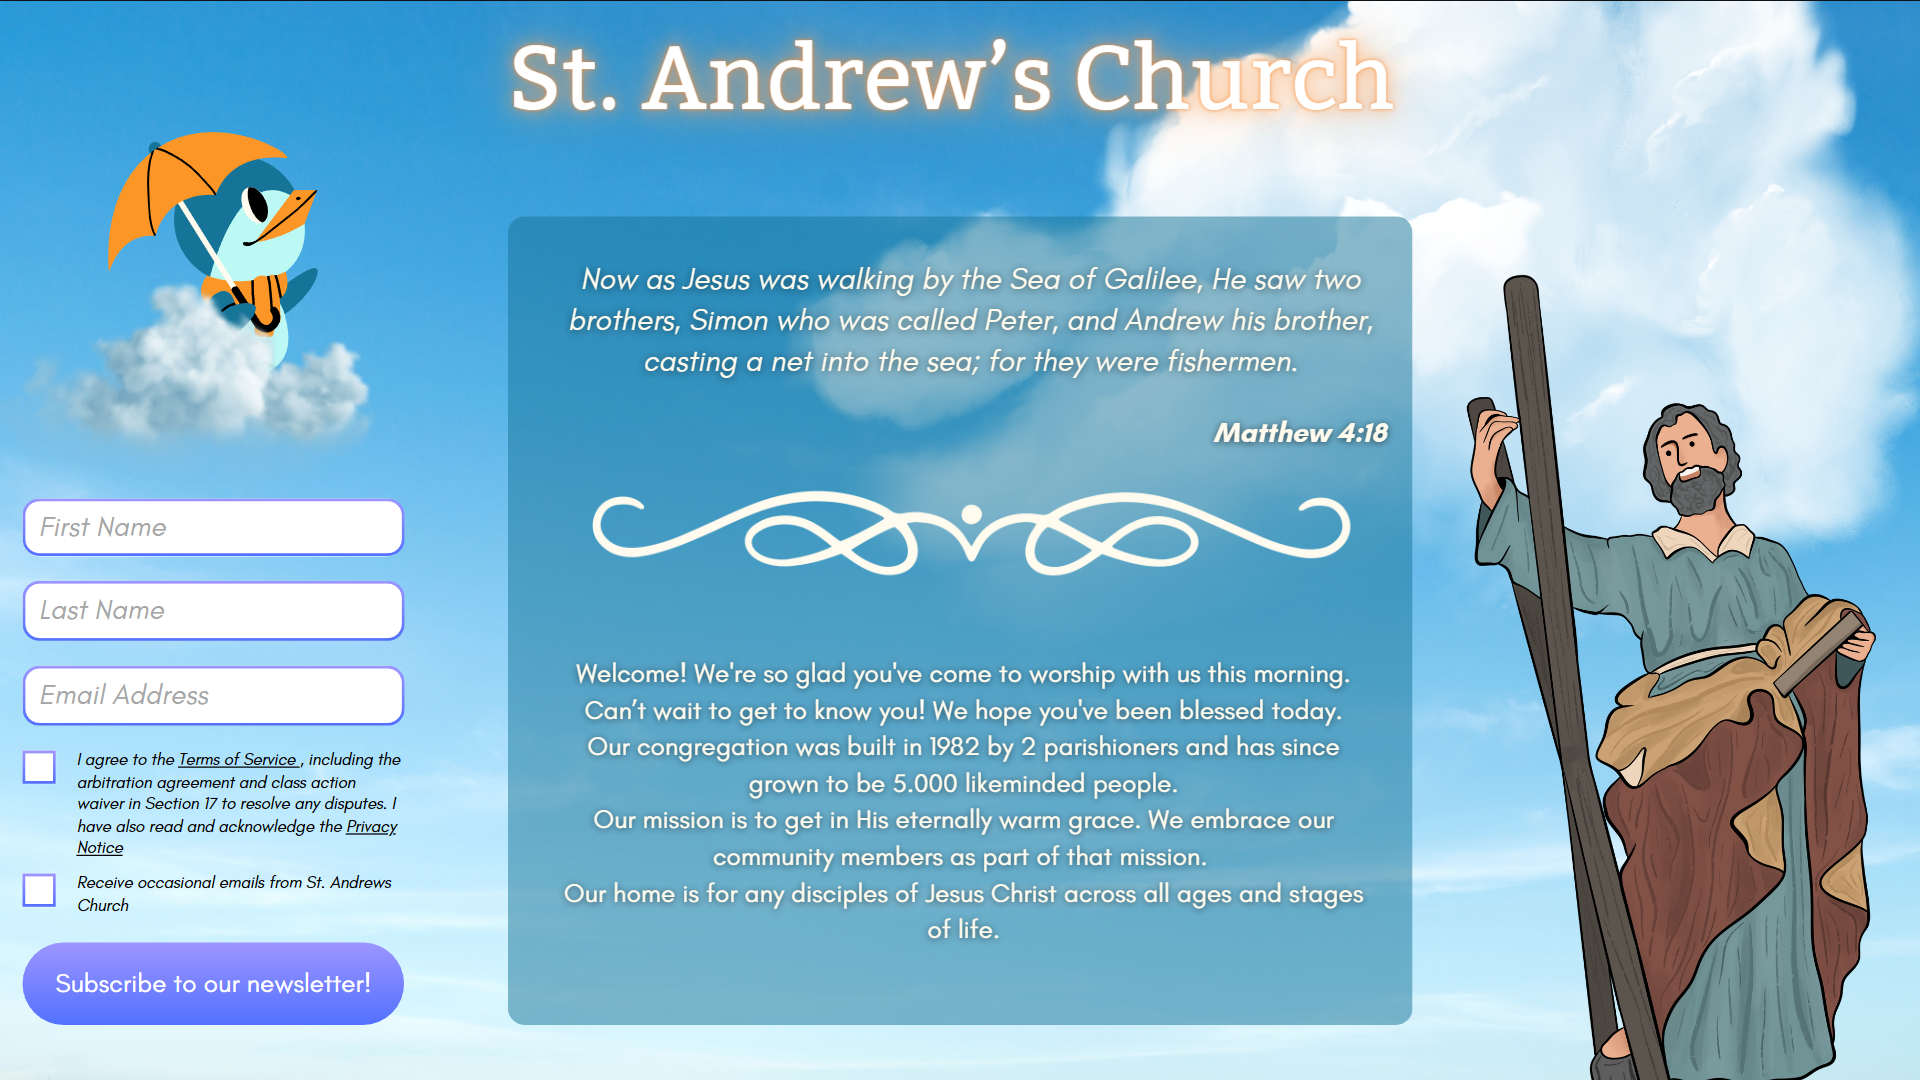 St. Andrew’s Church
Now as Jesus was walking by the Sea of Galilee, He saw two
brothers, Simon who was called Peter, and Andrew his brother,
casting a net into the sea; for they were fishermen.
Matthew 4:18
First Name
Last Name
Email Address
I agree to the Terms of Service , including the
arbitration agreement and class action
waiver in Section 17 to resolve any disputes. I
have also read and acknowledge the Privacy
Notice
Receive occasional emails from St. Andrews
Church
Subscribe to our newsletter!
Welcome! We're so glad you've come to worship with us this morning.
Can’t wait to get to know you! We hope you've been blessed today.
Our congregation was built in 1982 by 2 parishioners and has since
grown to be 5.000 likeminded people.
Our mission is to get in His eternally warm grace. We embrace our
community members as part of that mission.
Our home is for any disciples of Jesus Christ across all ages and stages
of life.